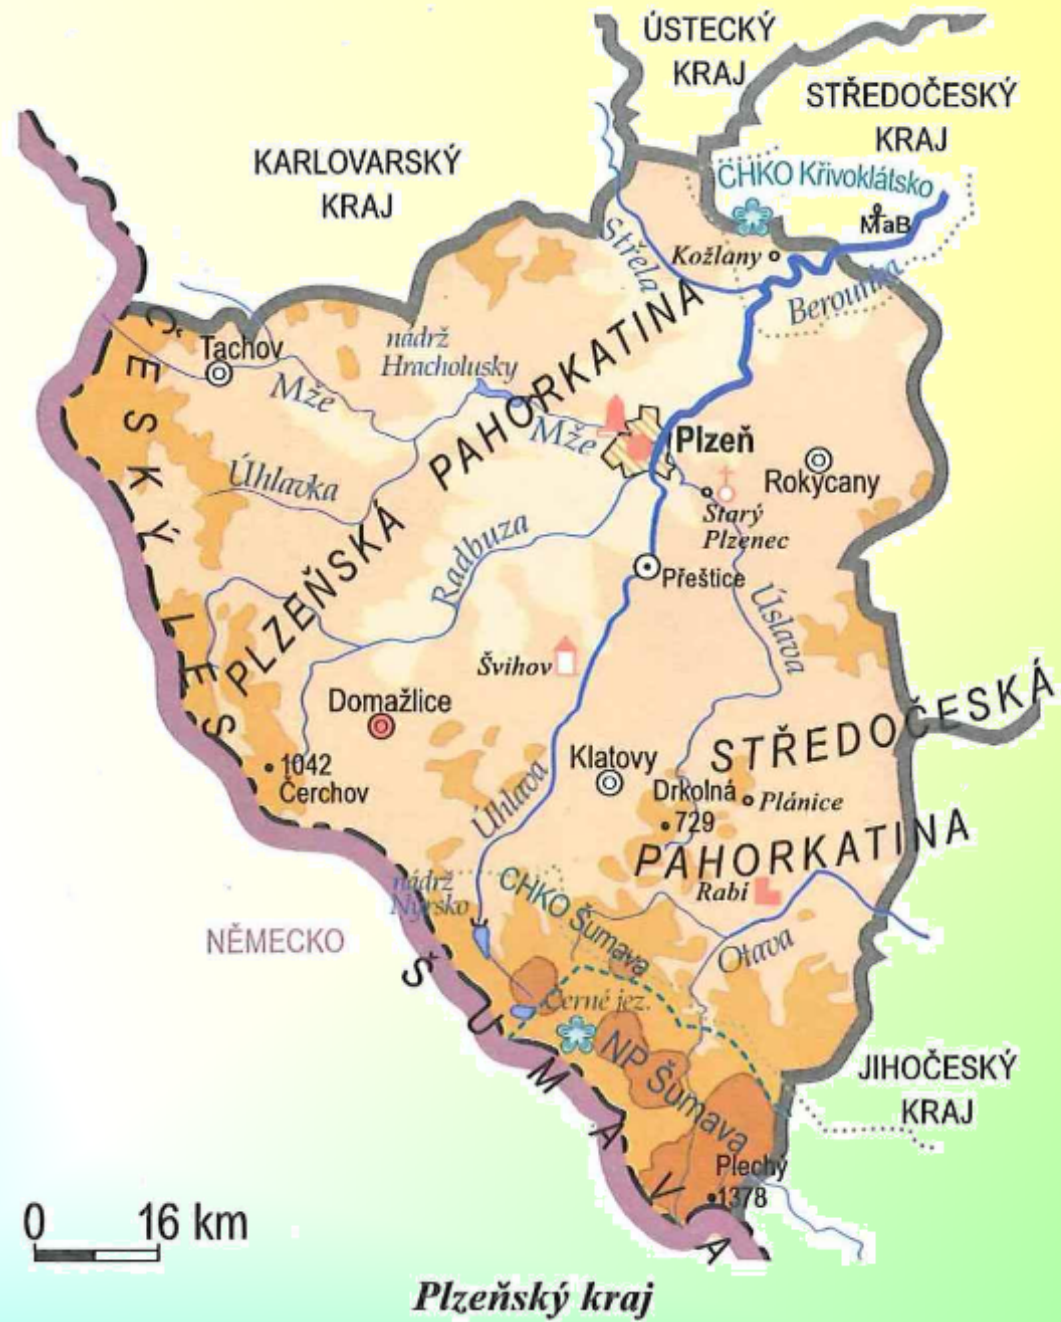 ÚSTECKÝ
KRAJ
STŘEDOČESKÝ
KRAJ
KARLOVARSKÝ
KRAJ
CHKO Křivoklátsko
MaB
Střela
Kožlany
Berounka
nádrž
Hracholusky
Tachov
Mže
Mže
Plzeň
Rokycany
Úhlavka
Starý
Plzenec
Radbuza
Přeštice
Úslava
ČESKÝ LES
PLZEŇSKÁ PAHORKATINA
Švihov
Domažlice
STŘEDOČESKÁ
PAHORKATINA
1042
Čerchov
Klatovy
Drkolná
729
Plánice
Úhlava
nádrž
Nýrsko
CHKO Šumava
Rabí
Otava
NĚMECKO
Černé jez.
NP Šumava
ŠUMAVA
JIHOČESKÝ
KRAJ
Plechý
1378
0 16 km
Plzeňský kraj